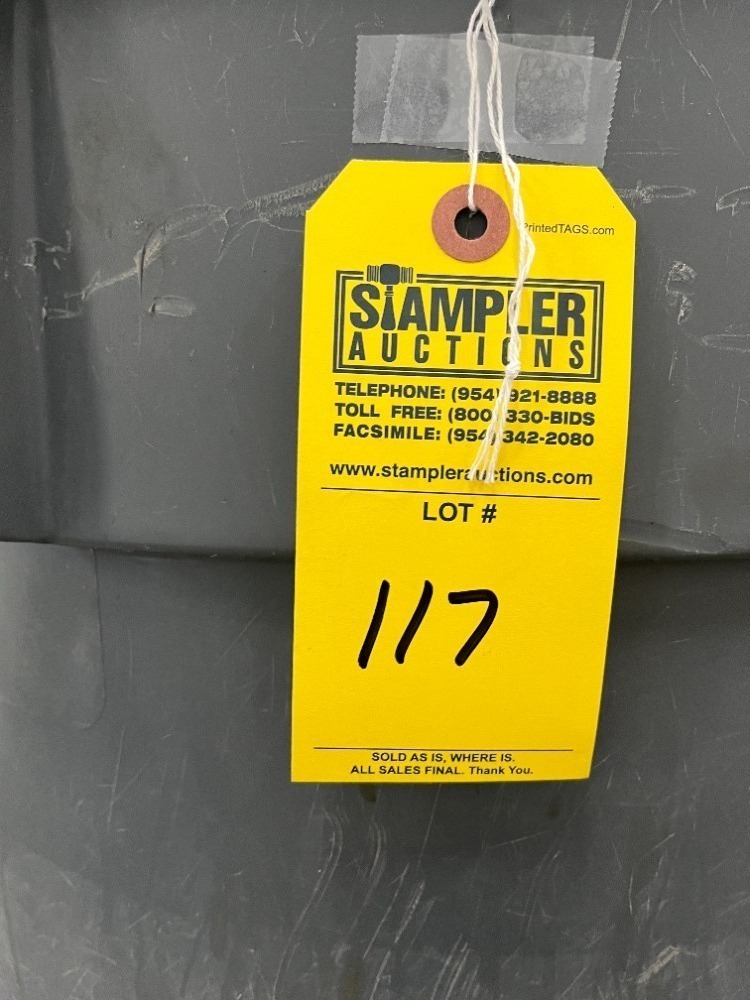 PrintedTAGS.com
STAMPLER
AUCTIONS
TELEPHONE: (954) 921-8888
TOLL FREE: (800) 330-BIDS
FACSIMILE: (954) 342-2080
www.stamplerauctions.com
LOT #
117
SOLD AS IS, WHERE IS.
ALL SALES FINAL. Thank You.